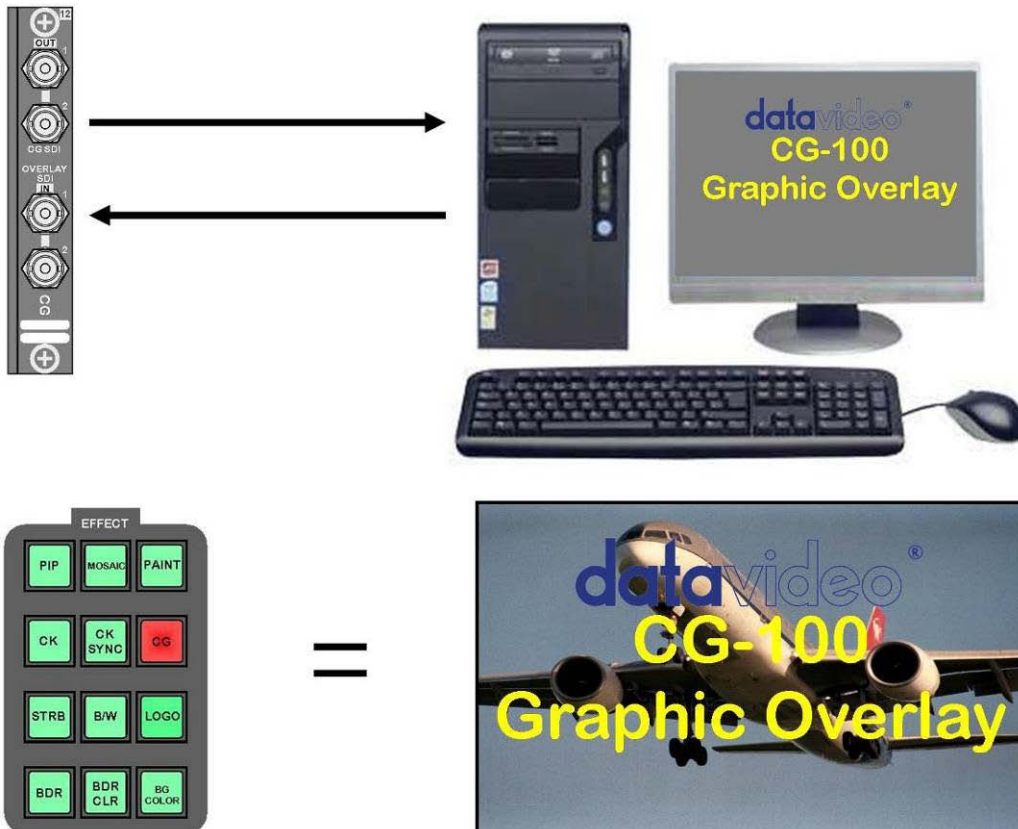 12
OUT
1
2
CG SDI
OVERLAY
SDI
IN
1
2
CG
datavideo®
CG-100
Graphic Overlay
EFFECT
PIP
MOSAIC
PAINT
CK
CK
SYNC
CG
STRB
B/W
LOGO
BDR
BDR
CLR
BG
COLOR
=
datavideo®
CG-100
Graphic Overlay